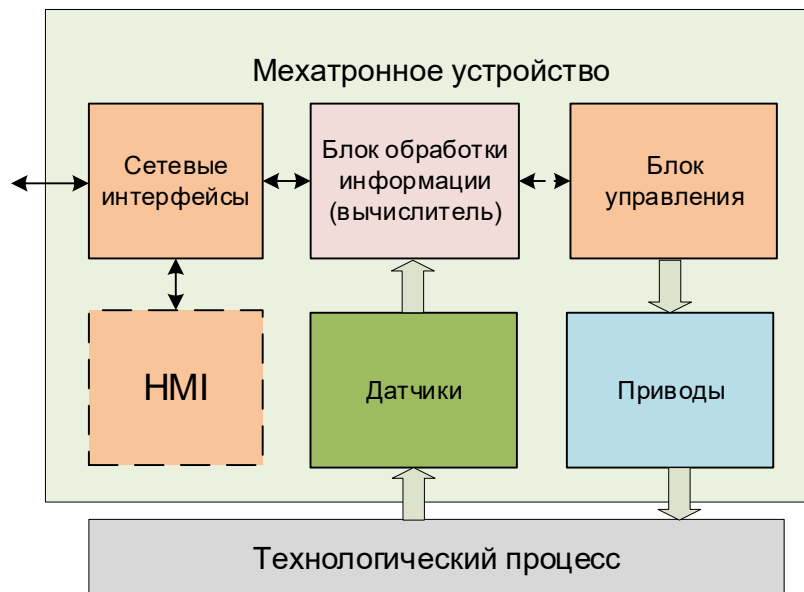 Мехатронное устройство
Сетевые
интерфейсы
Блок обработки
информации
(вычислитель)
Блок
управления
HMI
Датчики
Приводы
Технологический процесс